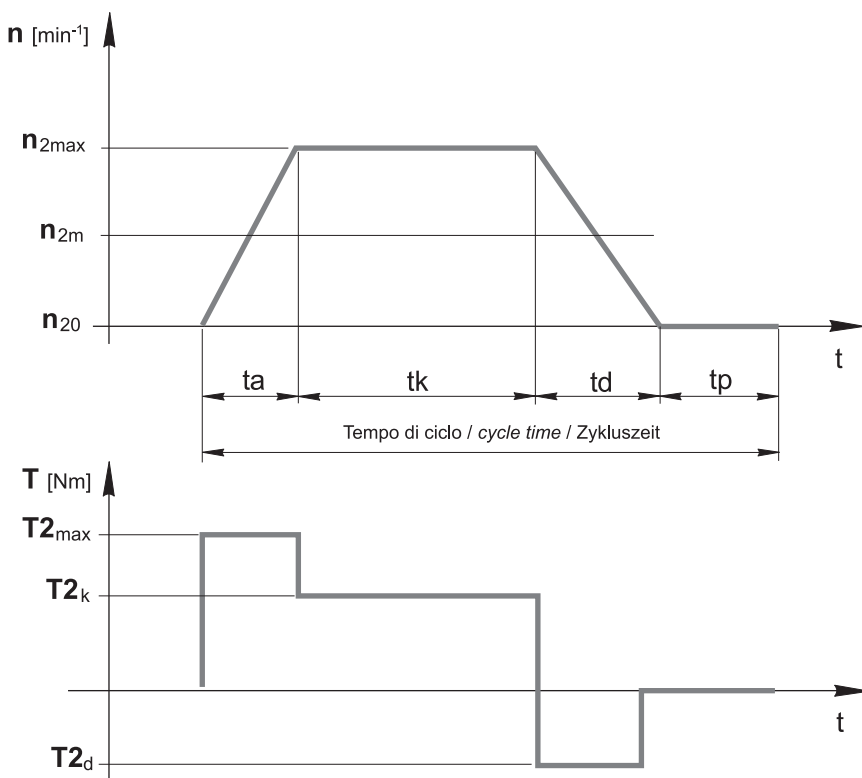 n [min⁻¹]
n2max
n2m
n20
t
ta tk td tp
Tempo di ciclo / cycle time / Zykluszeit
T [Nm]
T2max
T2k
t
T2d